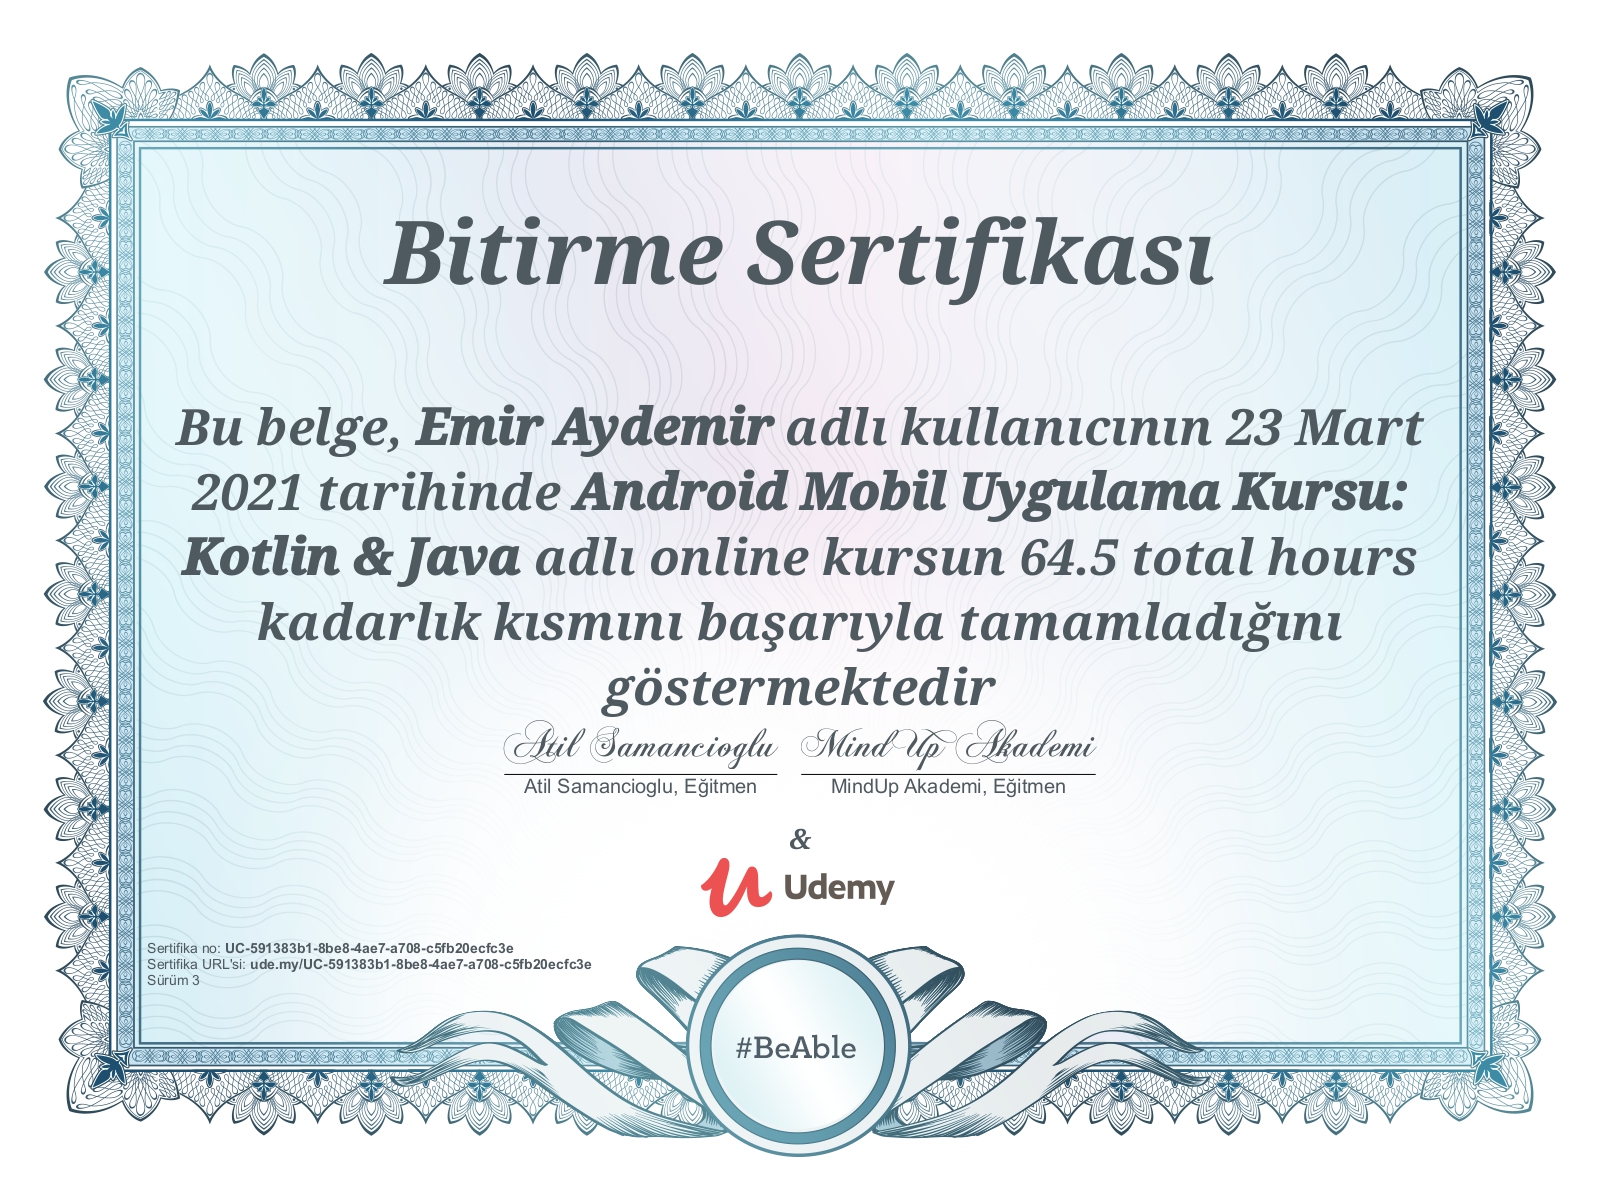 Bitirme Sertifikası
Bu belge, Emir Aydemir adlı kullanıcının 23 Mart
2021 tarihinde Android Mobil Uygulama Kursu:
Kotlin & Java adlı online kursun 64.5 total hours
kadarlık kısmını başarıyla tamamladığını
göstermektedir
Atil Samancioglu MindUp Akademi
Atil Samancioglu, Eğitmen MindUp Akademi, Eğitmen
&
Udemy
Sertifika no: UC-591383b1-8be8-4ae7-a708-c5fb20ecfc3e
Sertifika URL'si: ude.my/UC-591383b1-8be8-4ae7-a708-c5fb20ecfc3e
Sürüm 3
#BeAble